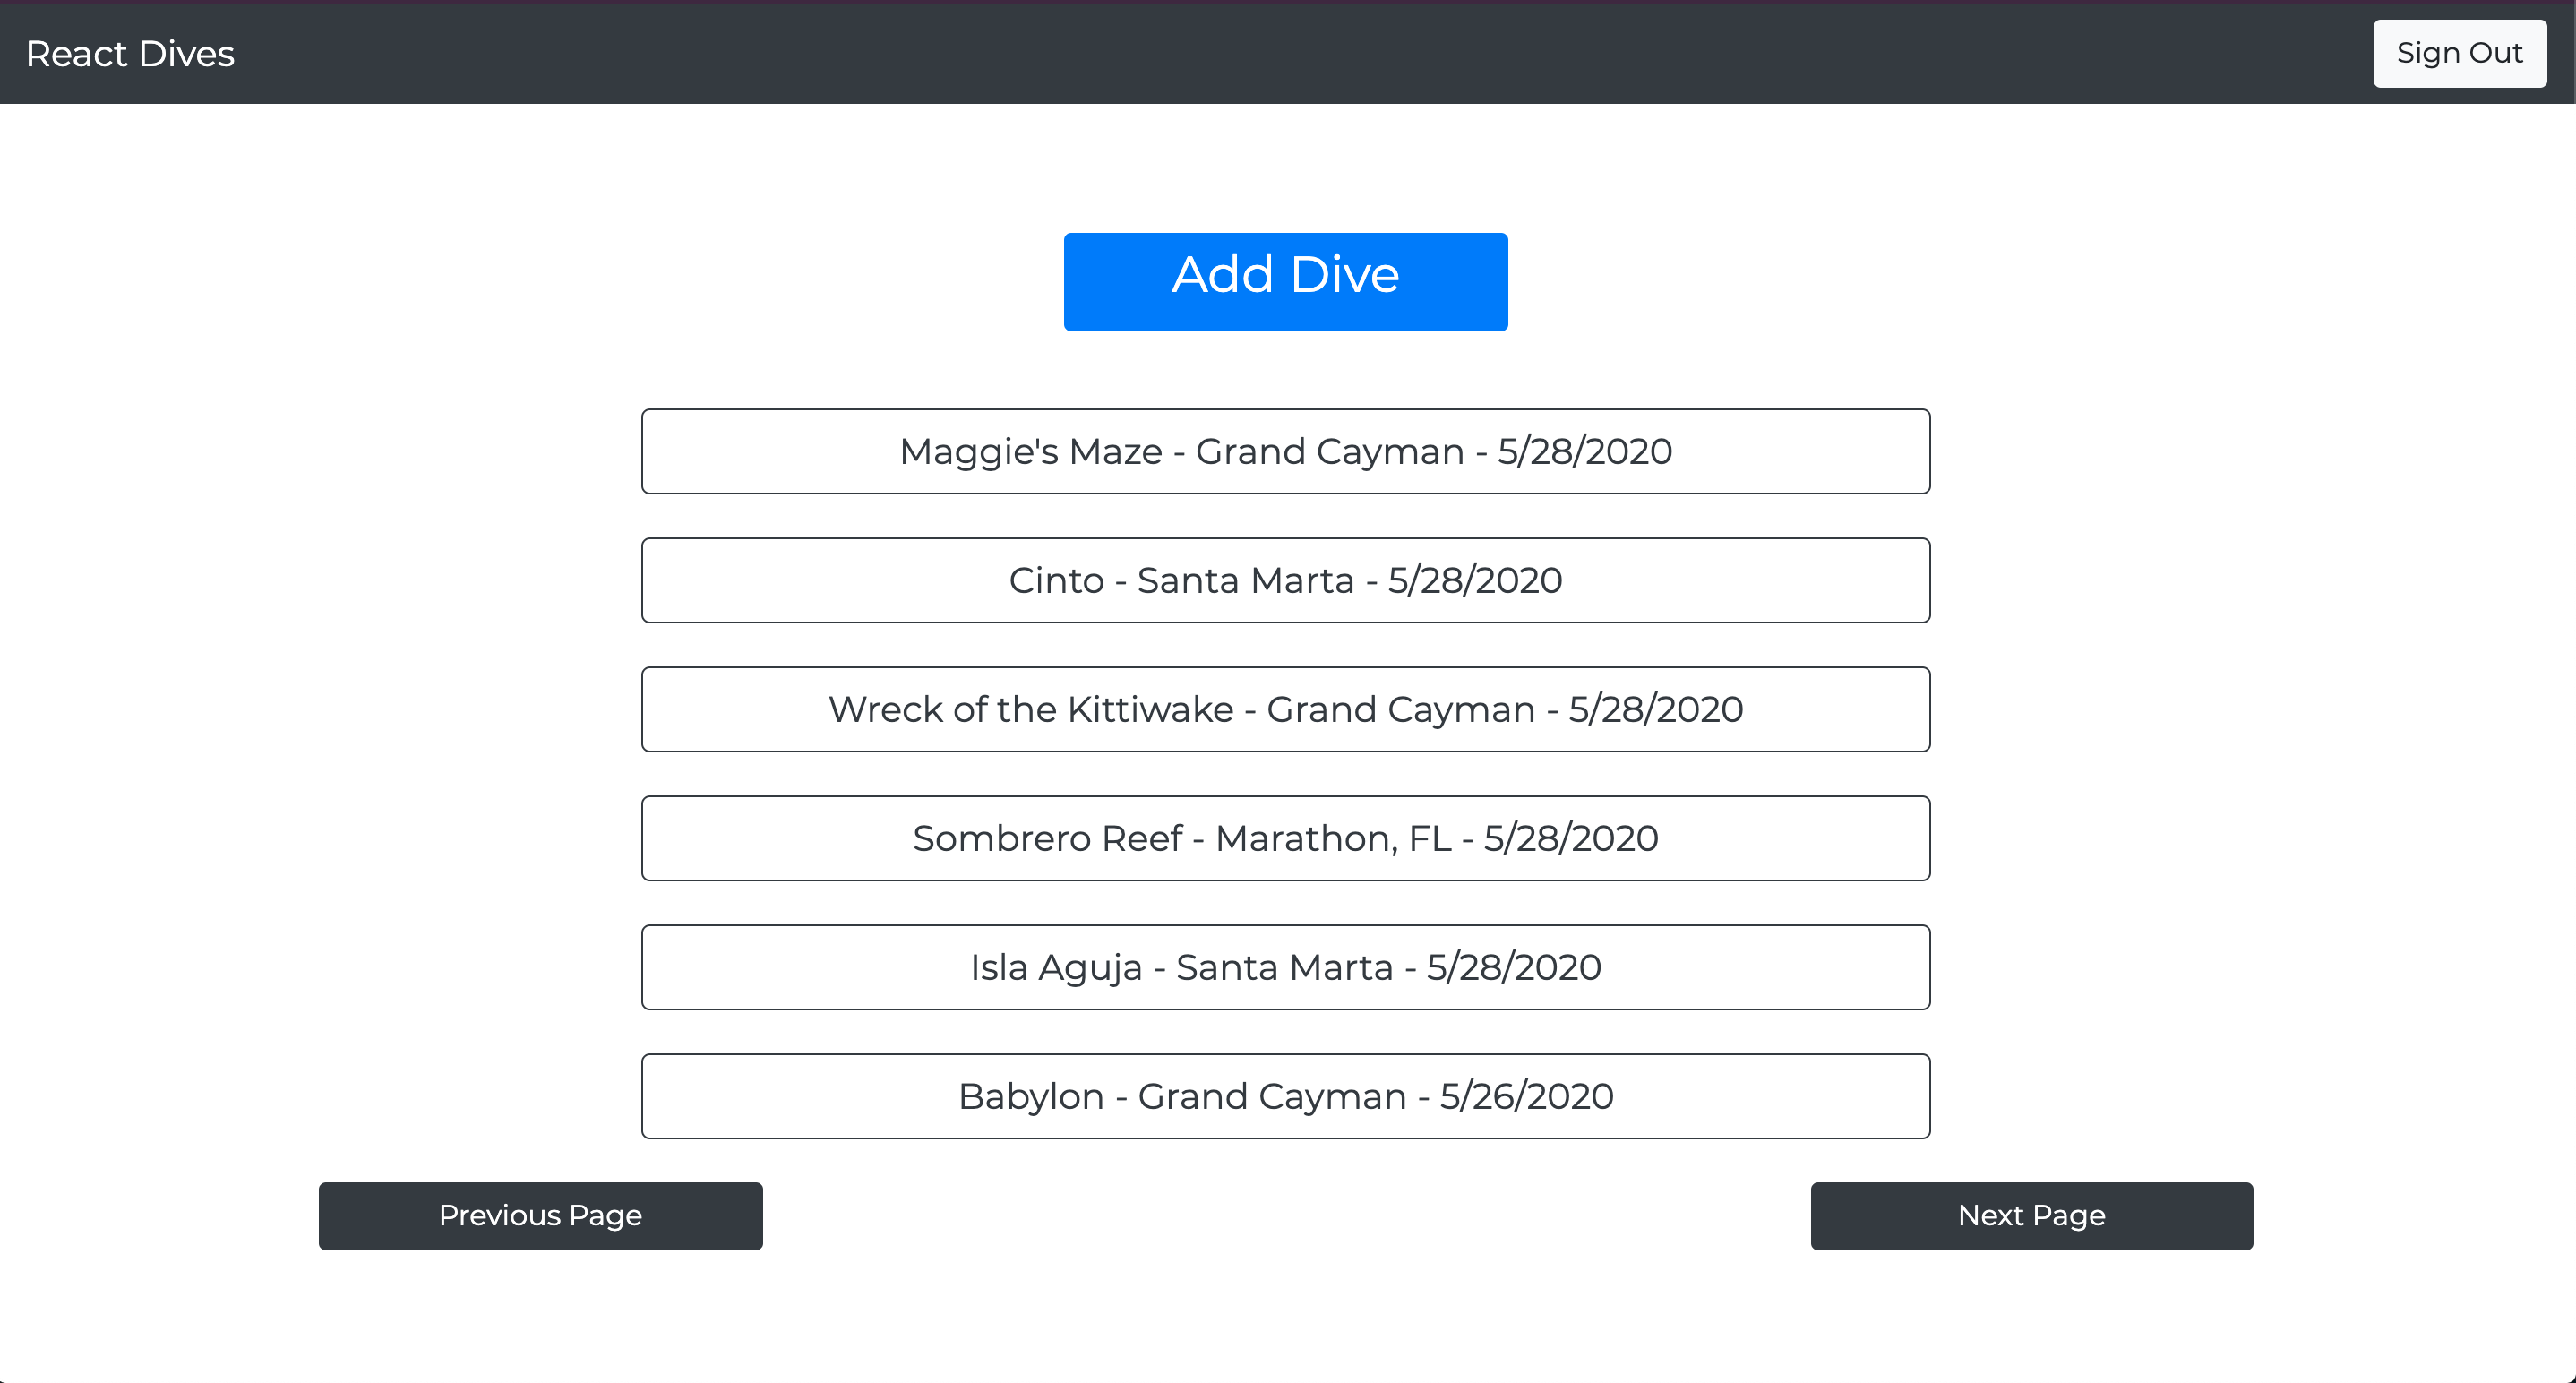 React Dives
Sign Out
Add Dive
Maggie's Maze - Grand Cayman - 5/28/2020
Cinto - Santa Marta - 5/28/2020
Wreck of the Kittiwake - Grand Cayman - 5/28/2020
Sombrero Reef - Marathon, FL - 5/28/2020
Isla Aguja - Santa Marta - 5/28/2020
Babylon - Grand Cayman - 5/26/2020
Previous Page
Next Page